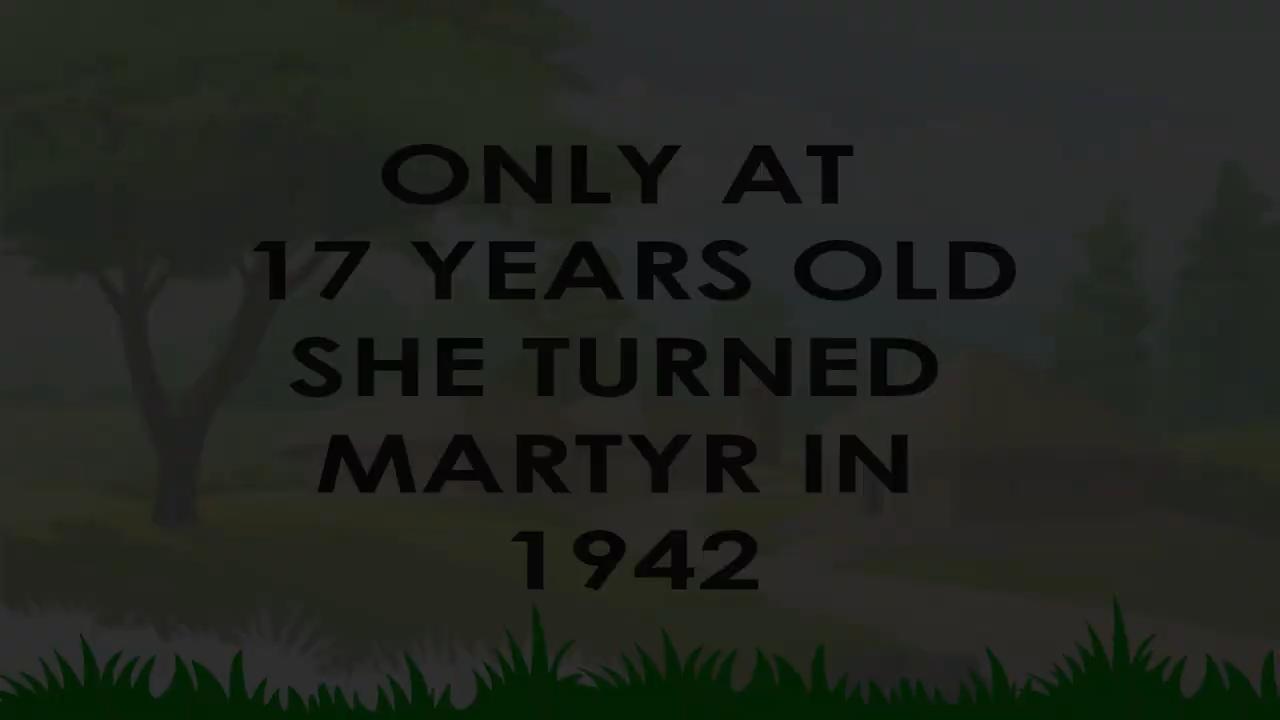 ONLY AT
17 YEARS OLD
SHE TURNED
MARTYR IN
1942